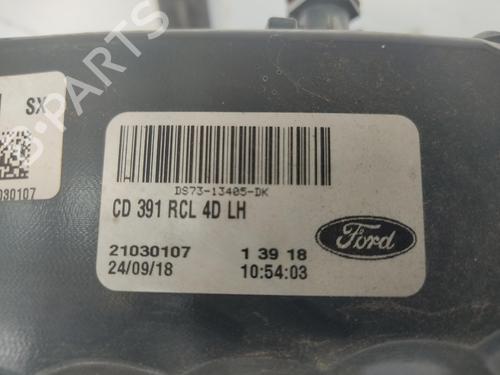 SX
030107
DS73-13405-DK
CD 391 RCL 4D LH
21030107 1 39 18
24/09/18 10:54:03
Ford
B-PARTS